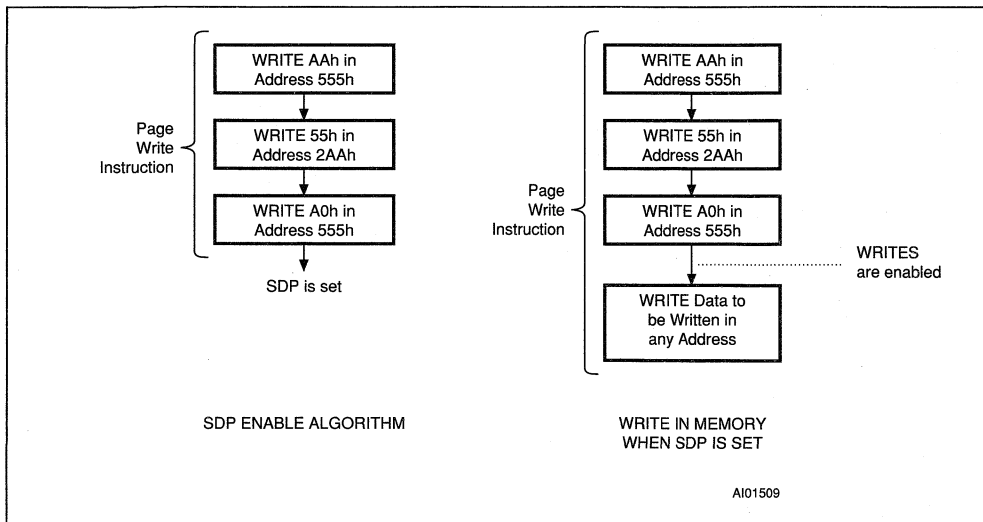 WRITE AAh in
Address 555h
Page
Write
Instruction
WRITE 55h in
Address 2AAh
WRITE A0h in
Address 555h
SDP is set
SDP ENABLE ALGORITHM
WRITE AAh in
Address 555h
WRITE 55h in
Address 2AAh
Page
Write
Instruction
WRITE A0h in
Address 555h
WRITES
are enabled
WRITE Data to
be Written in
any Address
WRITE IN MEMORY
WHEN SDP IS SET
AI01509